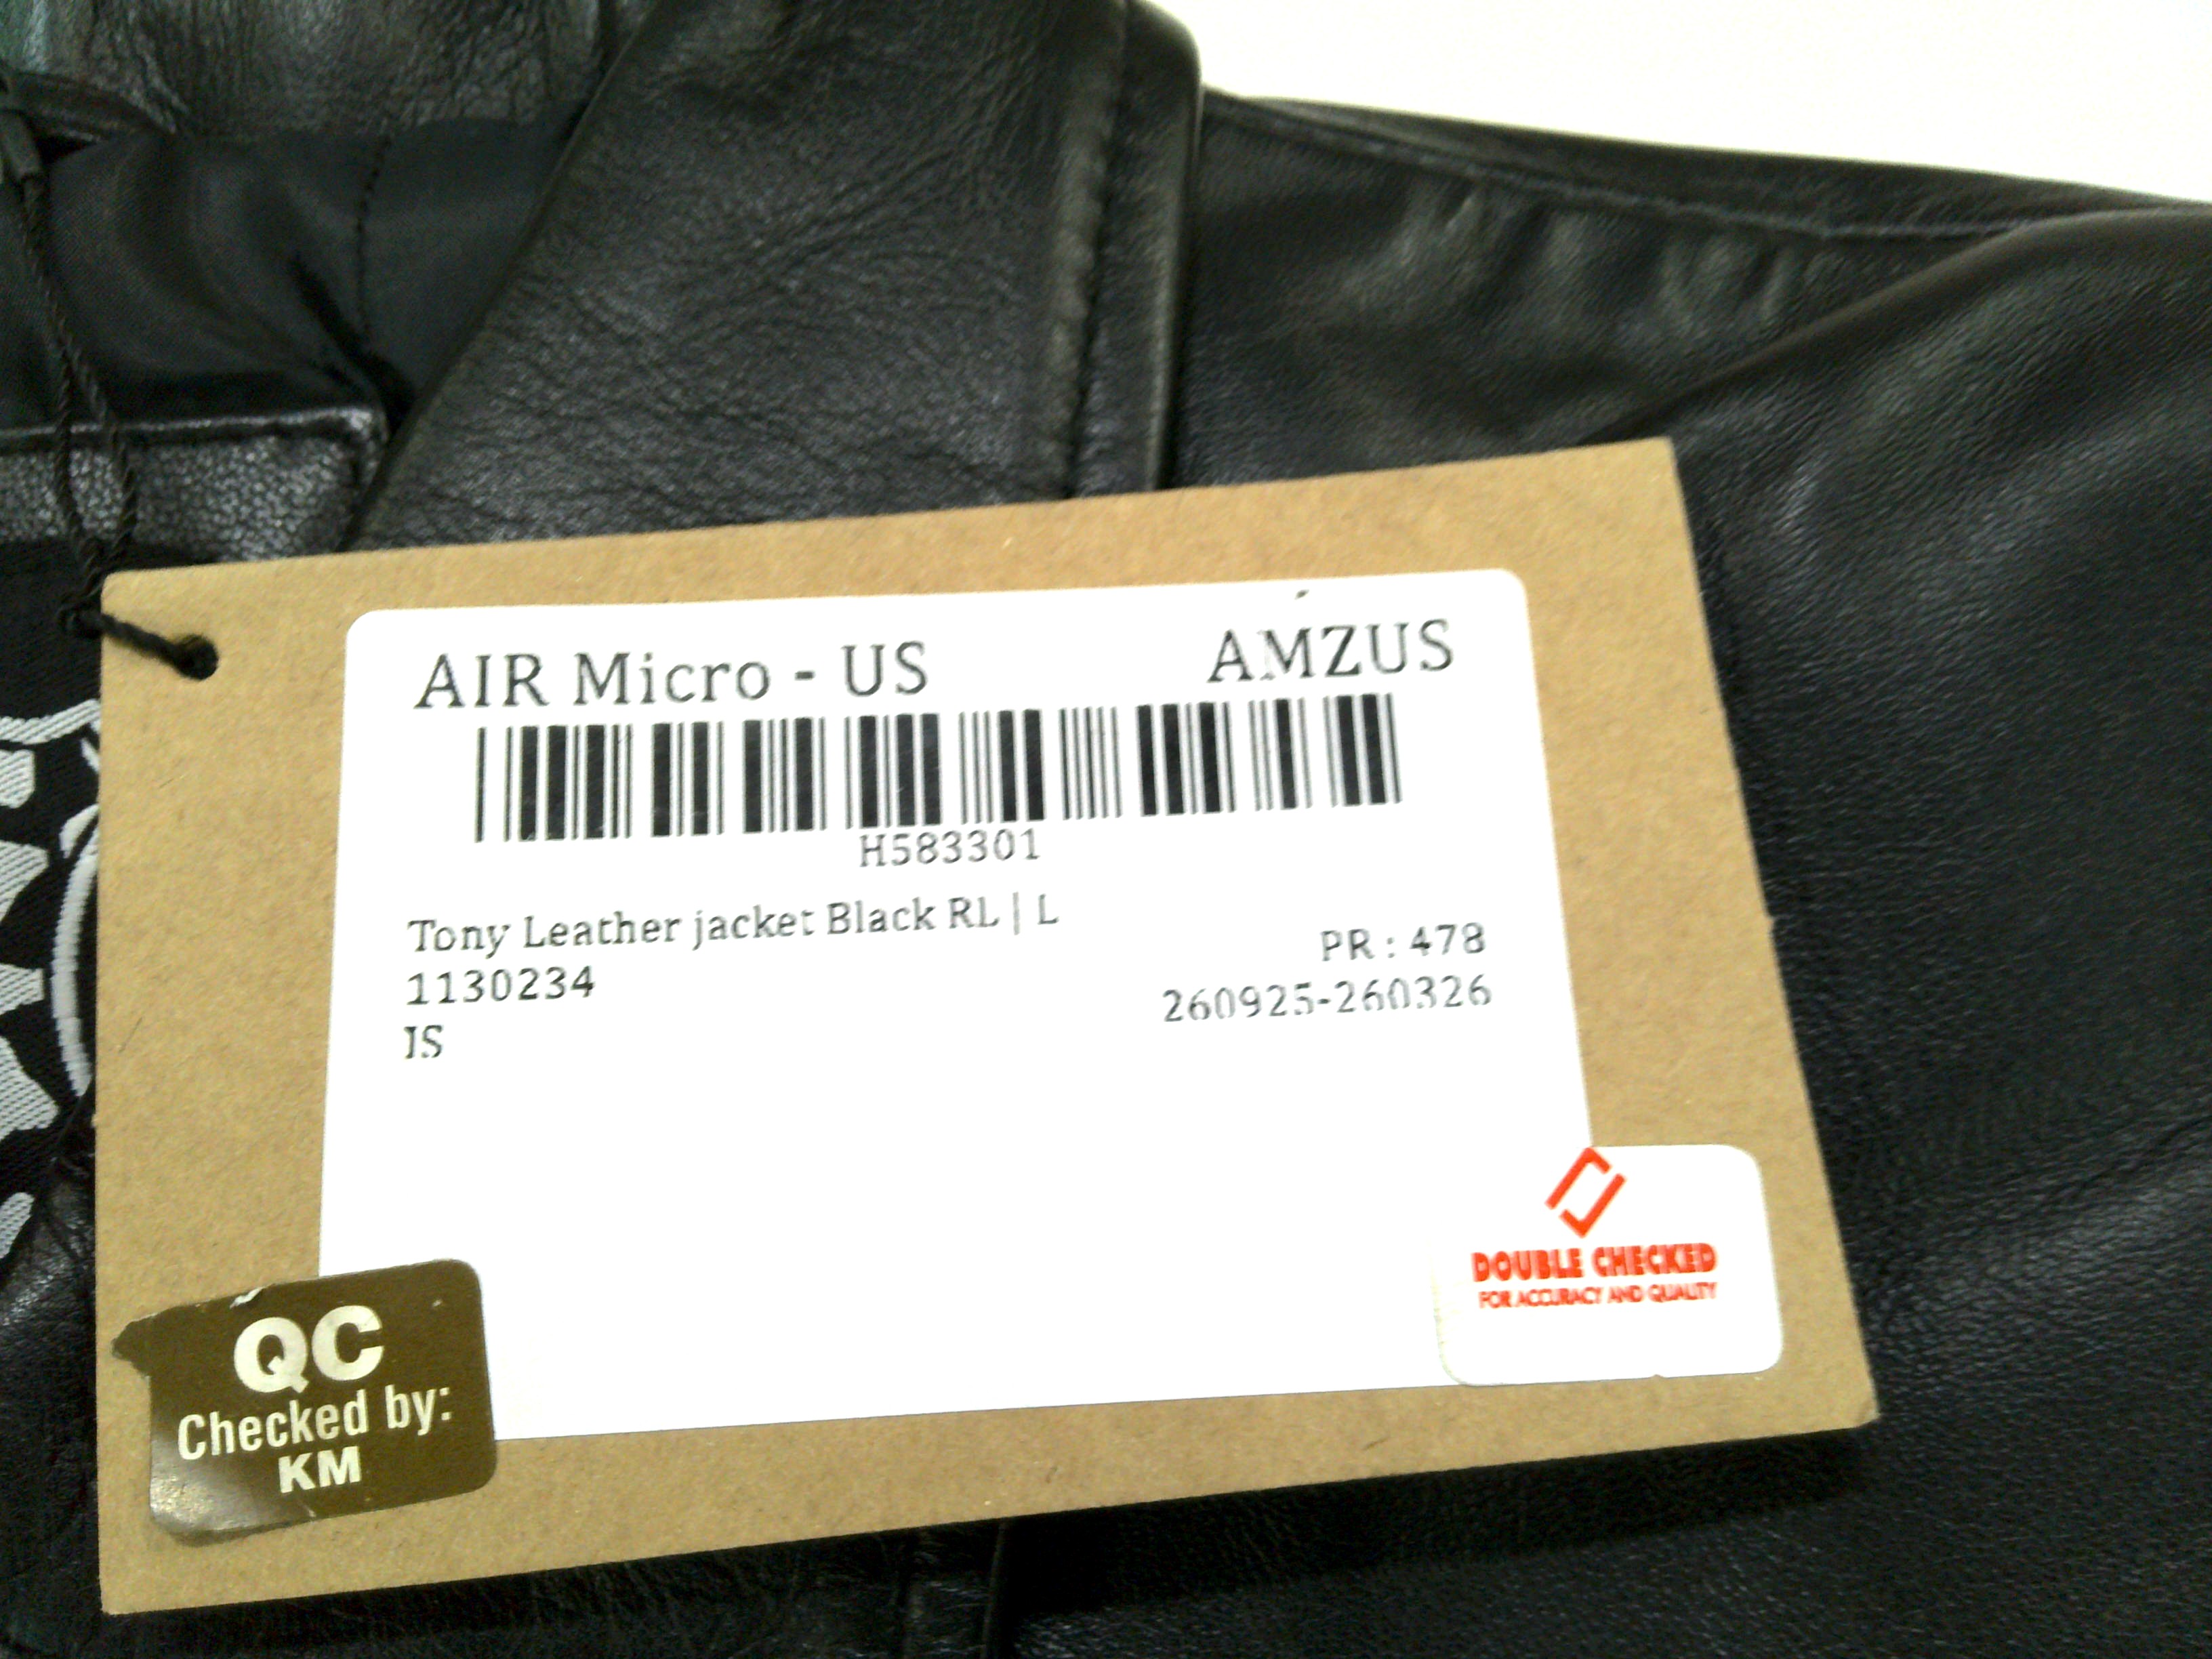 AIR Micro - US AMZUS
H583301
Tony Leather jacket Black RL | L
1130234
PR : 478
IS
260925-260326
DOUBLE CHECKED
FOR ACCURACY AND QUALITY
QC
Checked by:
KM